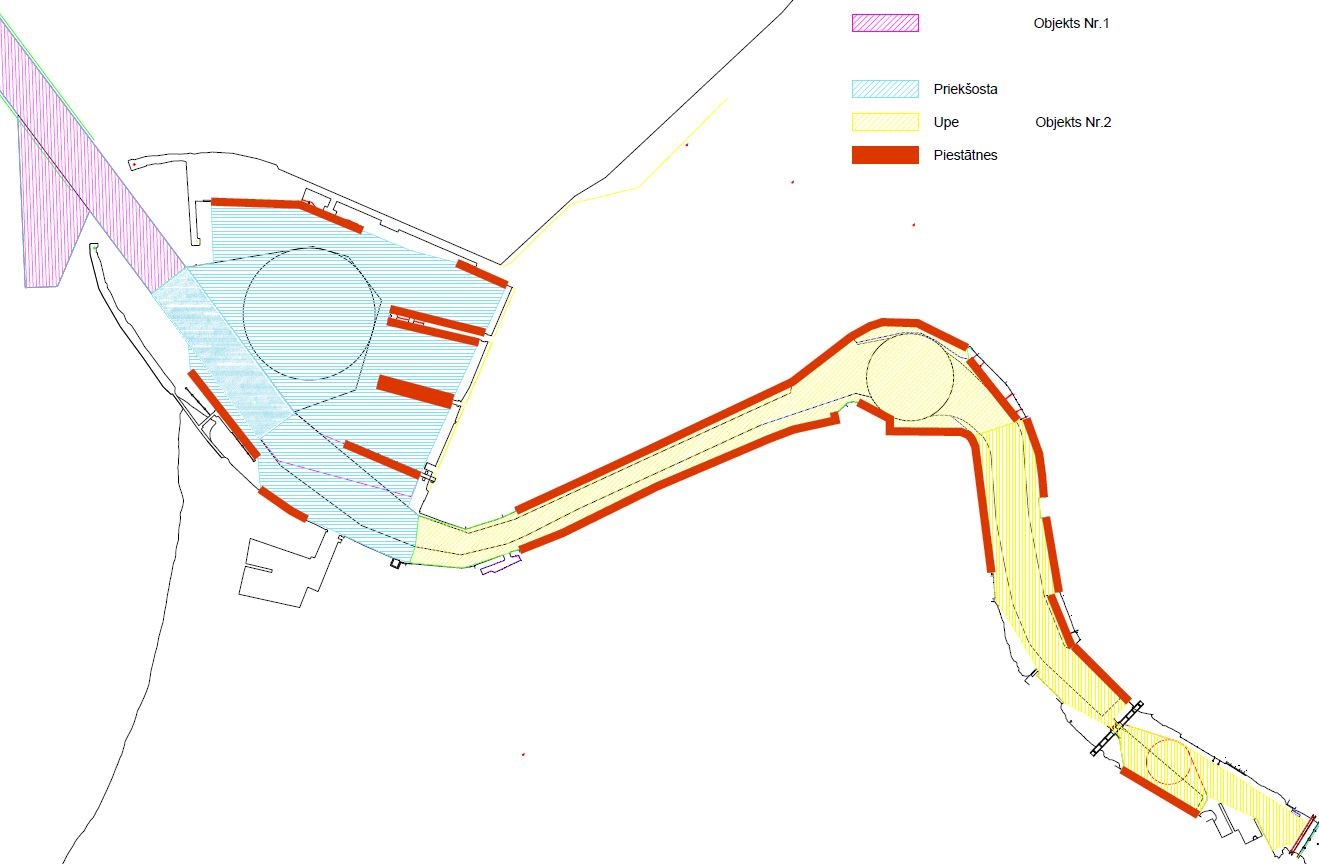 Objekts Nr.1
Priekšosta
Upe Objekts Nr.2
Piestātnes